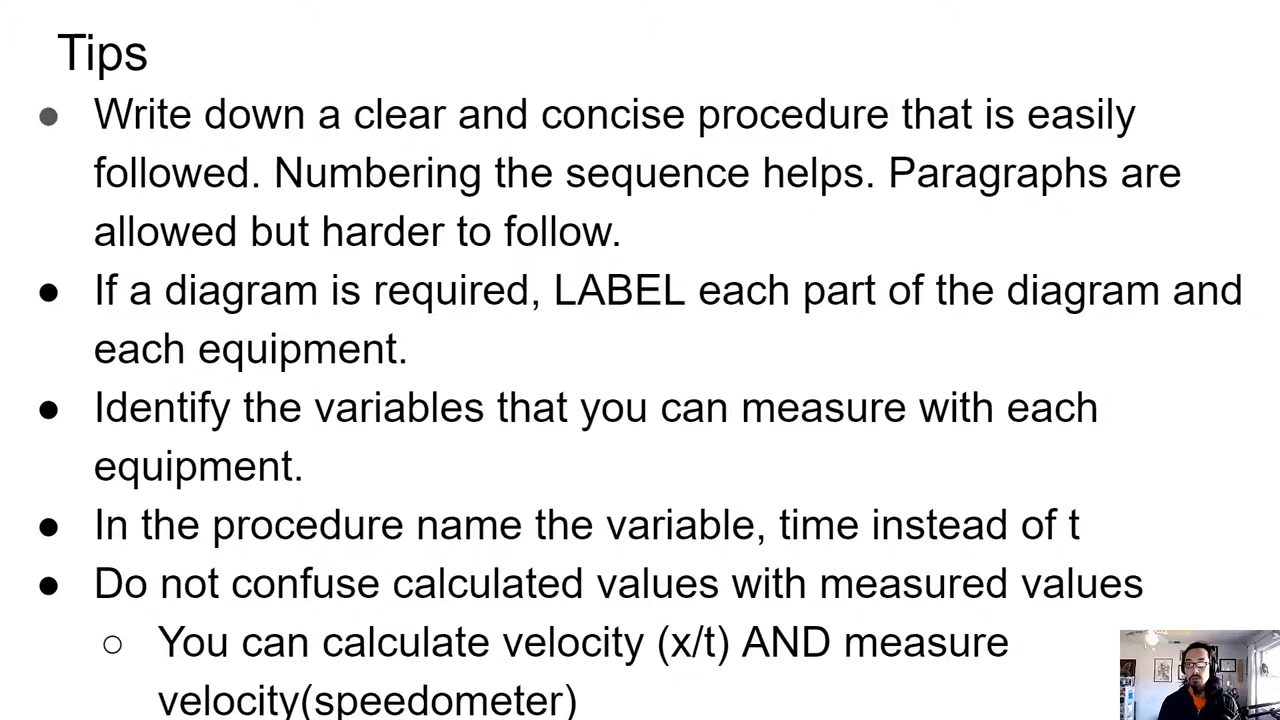 Tips
● Write down a clear and concise procedure that is easily
followed. Numbering the sequence helps. Paragraphs are
allowed but harder to follow.
● If a diagram is required, LABEL each part of the diagram and
each equipment.
● Identify the variables that you can measure with each
equipment.
● In the procedure name the variable, time instead of t
● Do not confuse calculated values with measured values
○ You can calculate velocity (x/t) AND measure
velocity(speedometer)